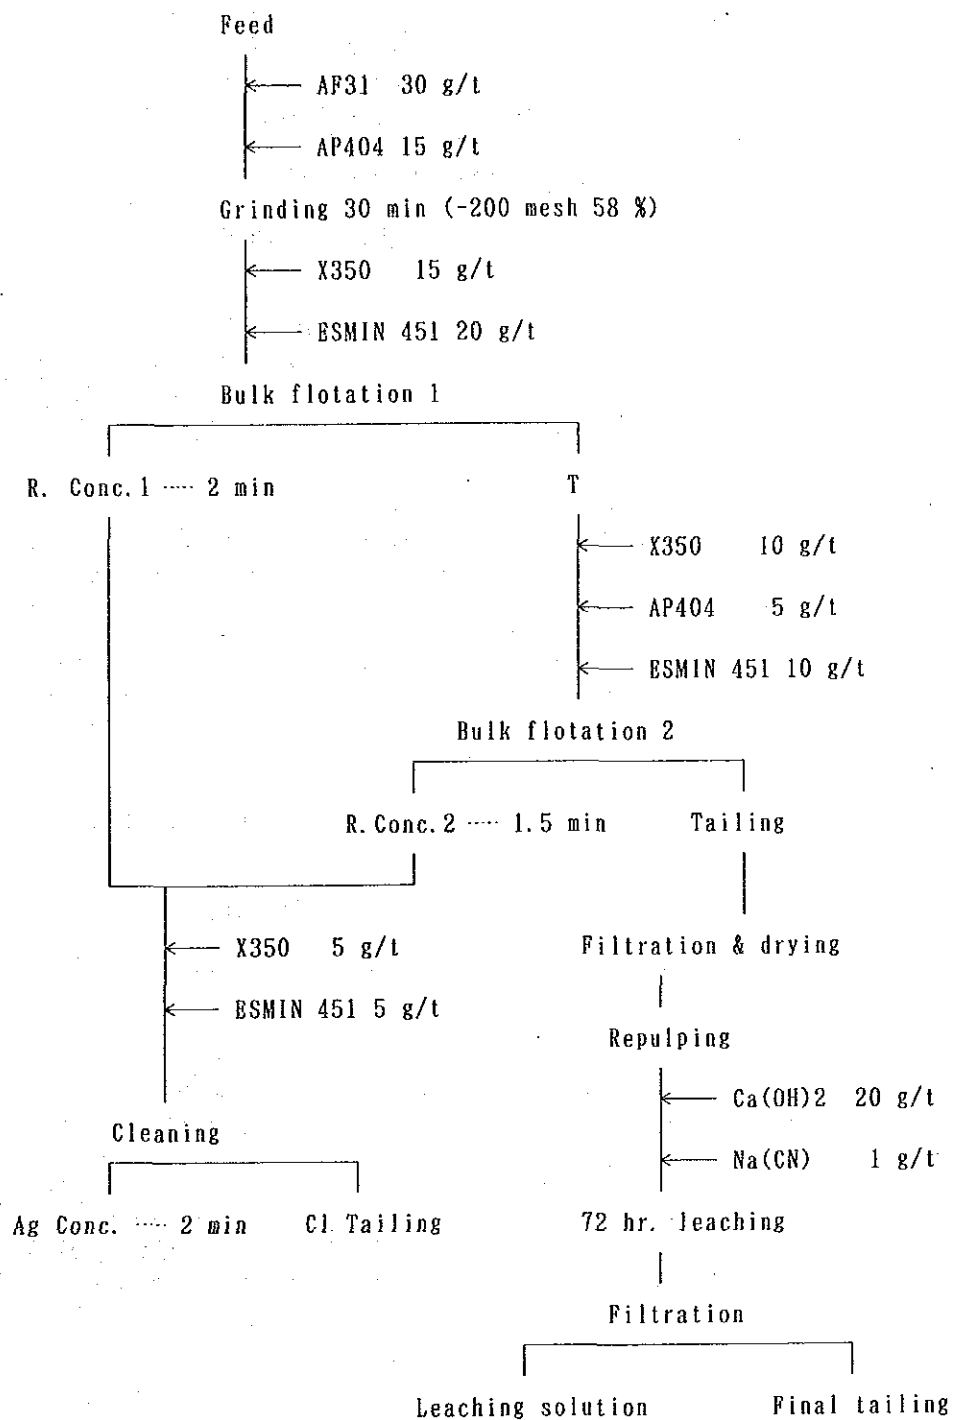 Feed
AF31 30 g/t
AP404 15 g/t
Grinding 30 min (-200 mesh 58 %)
X350 15 g/t
ESMIN 451 20 g/t
Bulk flotation 1
R. Conc. 1 ····· 2 min
T
X350 10 g/t
AP404 5 g/t
ESMIN 451 10 g/t
Bulk flotation 2
R. Conc. 2 ····· 1.5 min
Tailing
X350 5 g/t
Filtration & drying
ESMIN 451 5 g/t
Repulping
Ca(OH)2 20 g/t
Cleaning
Na(CN) 1 g/t
Ag Conc. ····· 2 min
Cl Tailing
72 hr. leaching
Filtration
Leaching solution
Final tailing